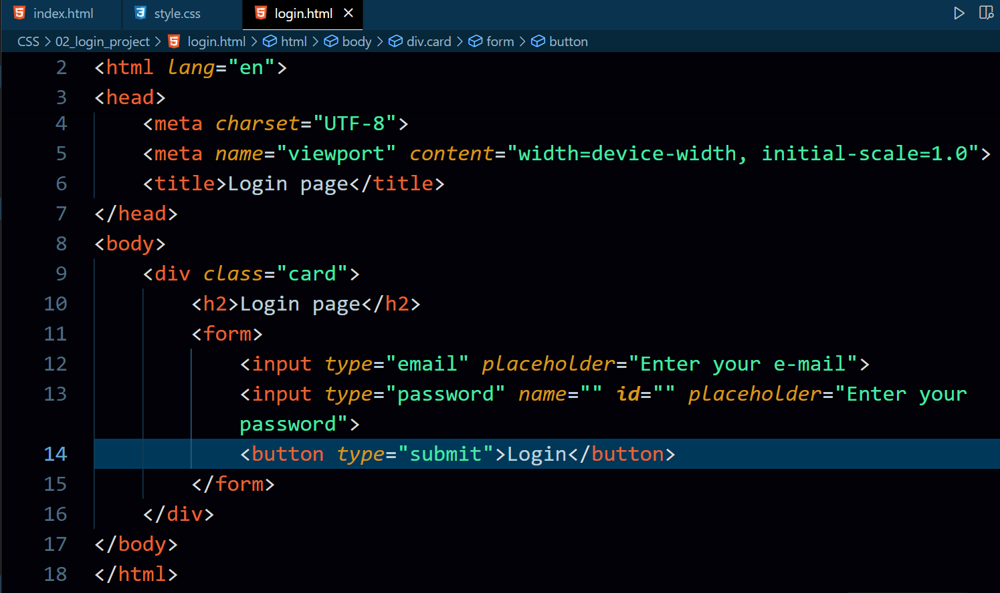 index.html style.css login.html ×
CSS > 02_login_project > login.html > html > body > div.card > form > button
2 <html lang="en">
3 <head>
4 <meta charset="UTF-8">
5 <meta name="viewport" content="width=device-width, initial-scale=1.0">
6 <title>Login page</title>
7 </head>
8 <body>
9 <div class="card">
10 <h2>Login page</h2>
11 <form>
12 <input type="email" placeholder="Enter your e-mail">
13 <input type="password" name="" id="" placeholder="Enter your
password">
14 <button type="submit">Login</button>
15 </form>
16 </div>
17 </body>
18 </html>